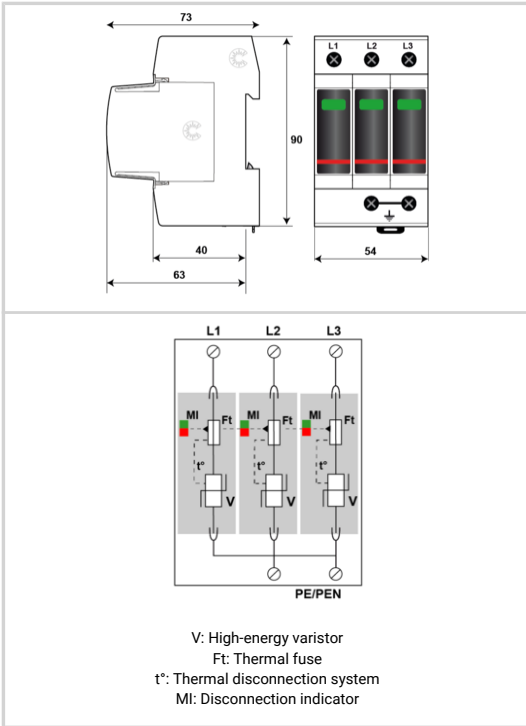 73
L1 L2 L3
90
40
63
54
L1 L2 L3
MI Ft MI Ft MI Ft
t° t° t°
V V V
PE/PEN
V: High-energy varistor
Ft: Thermal fuse
t°: Thermal disconnection system
MI: Disconnection indicator